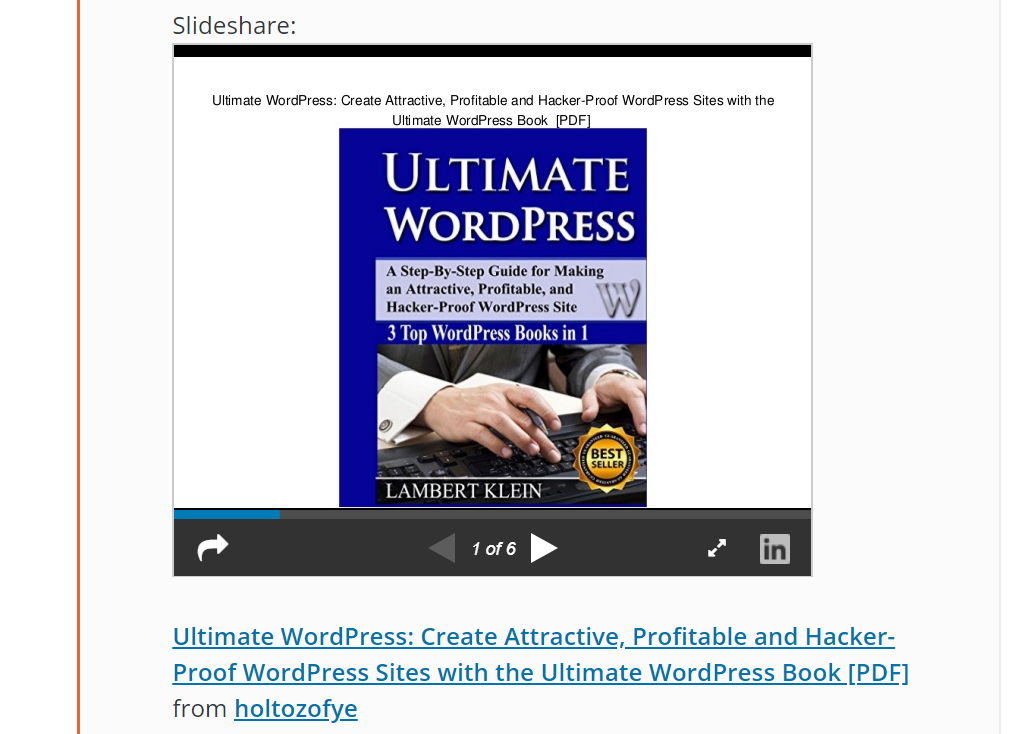 Slideshare:
Ultimate WordPress: Create Attractive, Profitable and Hacker-Proof WordPress Sites with the
Ultimate WordPress Book [PDF]
ULTIMATE
WORDPRESS
A Step-By-Step Guide for Making
an Attractive, Profitable, and
Hacker-Proof WordPress Site
W
3 Top WordPress Books in 1
BEST
SELLER
LAMBERT KLEIN
1 of 6
in
Ultimate WordPress: Create Attractive, Profitable and Hacker-
Proof WordPress Sites with the Ultimate WordPress Book [PDF]
from holtozofye